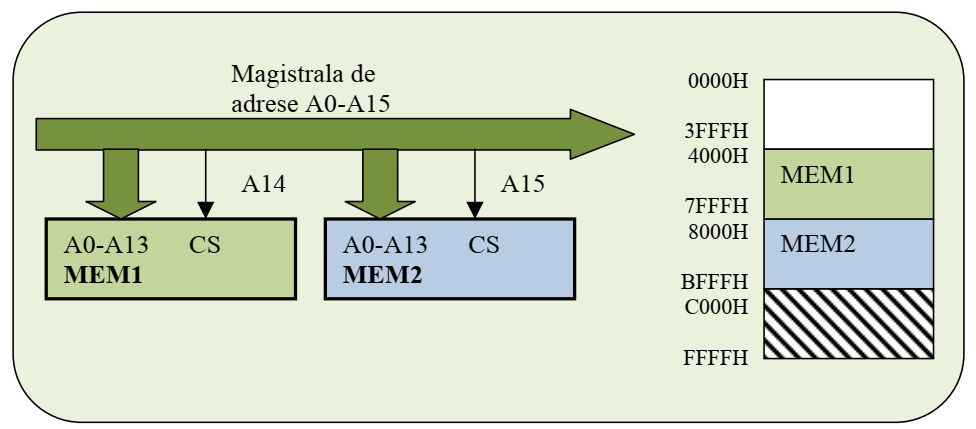 Magistrala de
adrese A0-A15
A14
A15
A0-A13 CS
MEM1
A0-A13 CS
MEM2
0000H
3FFFH
4000H
MEM1
7FFFH
8000H
MEM2
BFFFH
C000H
FFFFH